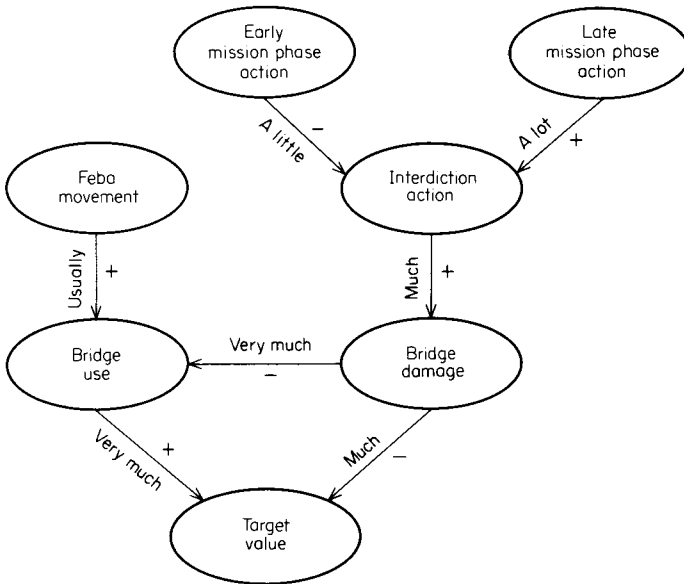 Early
mission phase
action
Late
mission phase
action
−
A little
A lot
+
Feba
movement
Interdiction
action
Usually
+
Much
+
Bridge
use
Very much
−
Bridge
damage
Very much
+
Much
−
Target
value